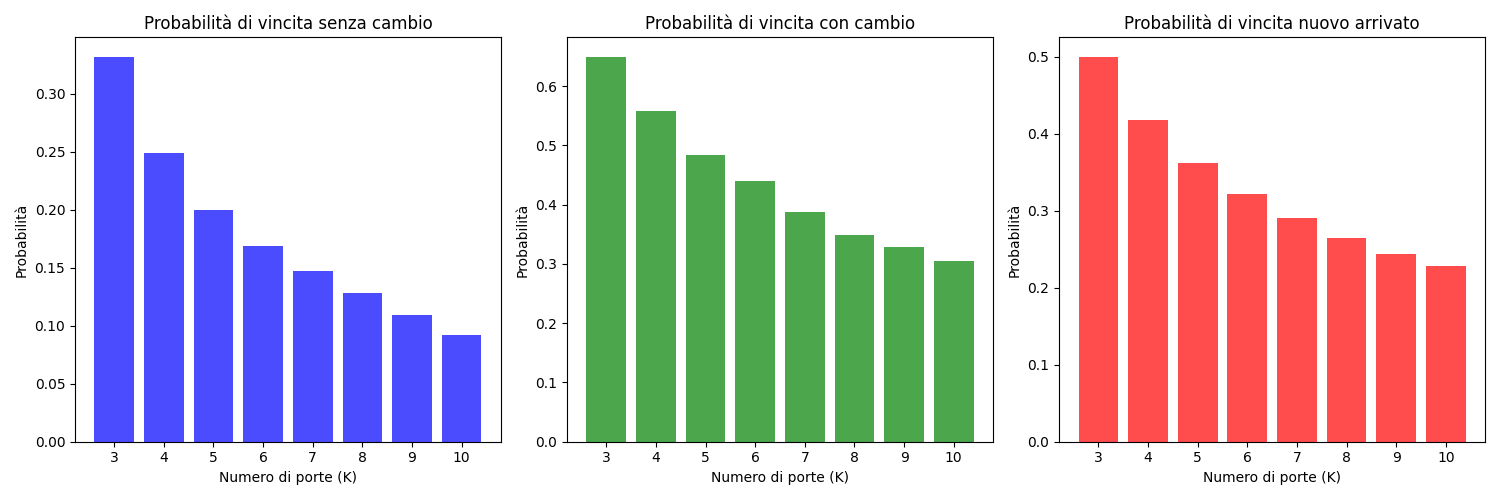 Probabilità di vincita senza cambio
Probabilità
0.30
0.25
0.20
0.15
0.10
0.05
0.00
3 4 5 6 7 8 9 10
Numero di porte (K)
Probabilità di vincita con cambio
Probabilità
0.6
0.5
0.4
0.3
0.2
0.1
0.0
3 4 5 6 7 8 9 10
Numero di porte (K)
Probabilità di vincita nuovo arrivato
Probabilità
0.5
0.4
0.3
0.2
0.1
0.0
3 4 5 6 7 8 9 10
Numero di porte (K)